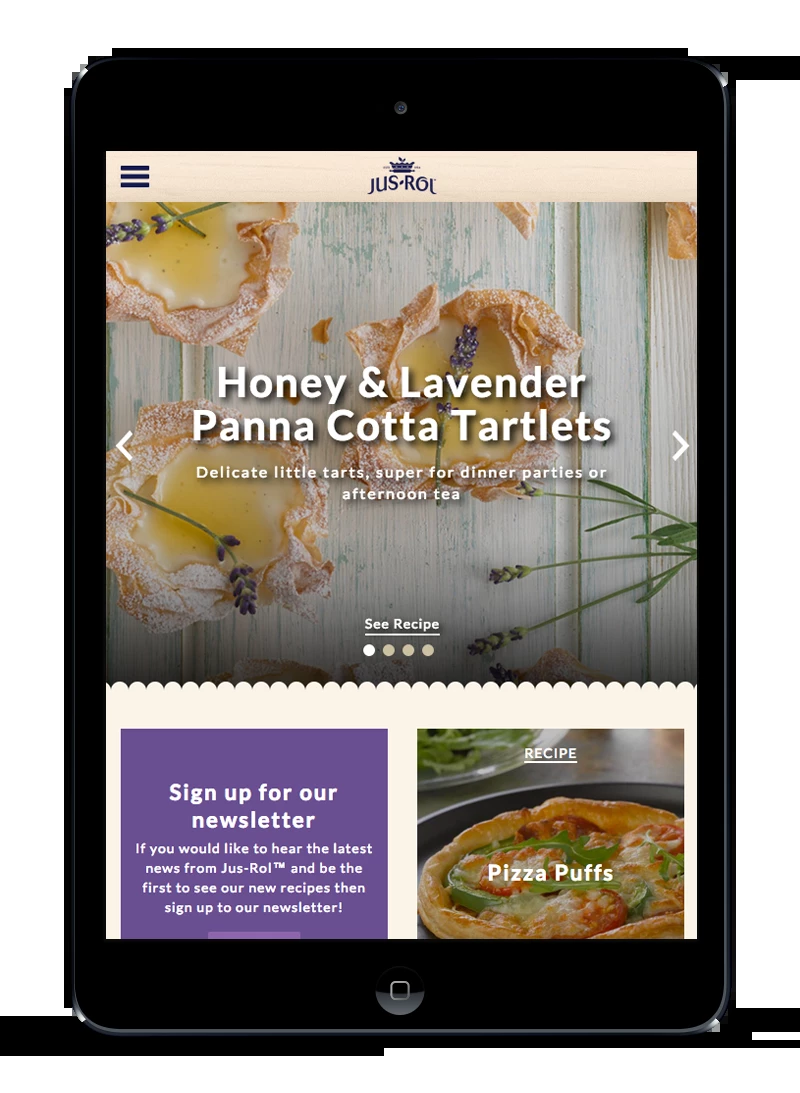 JUS-ROL
Honey & Lavender
Panna Cotta Tartlets
Delicate little tarts, super for dinner parties or
afternoon tea
See Recipe
Sign up for our
newsletter
If you would like to hear the latest
news from Jus-Rol™ and be the
first to see our new recipes then
sign up to our newsletter!
RECIPE
Pizza Puffs